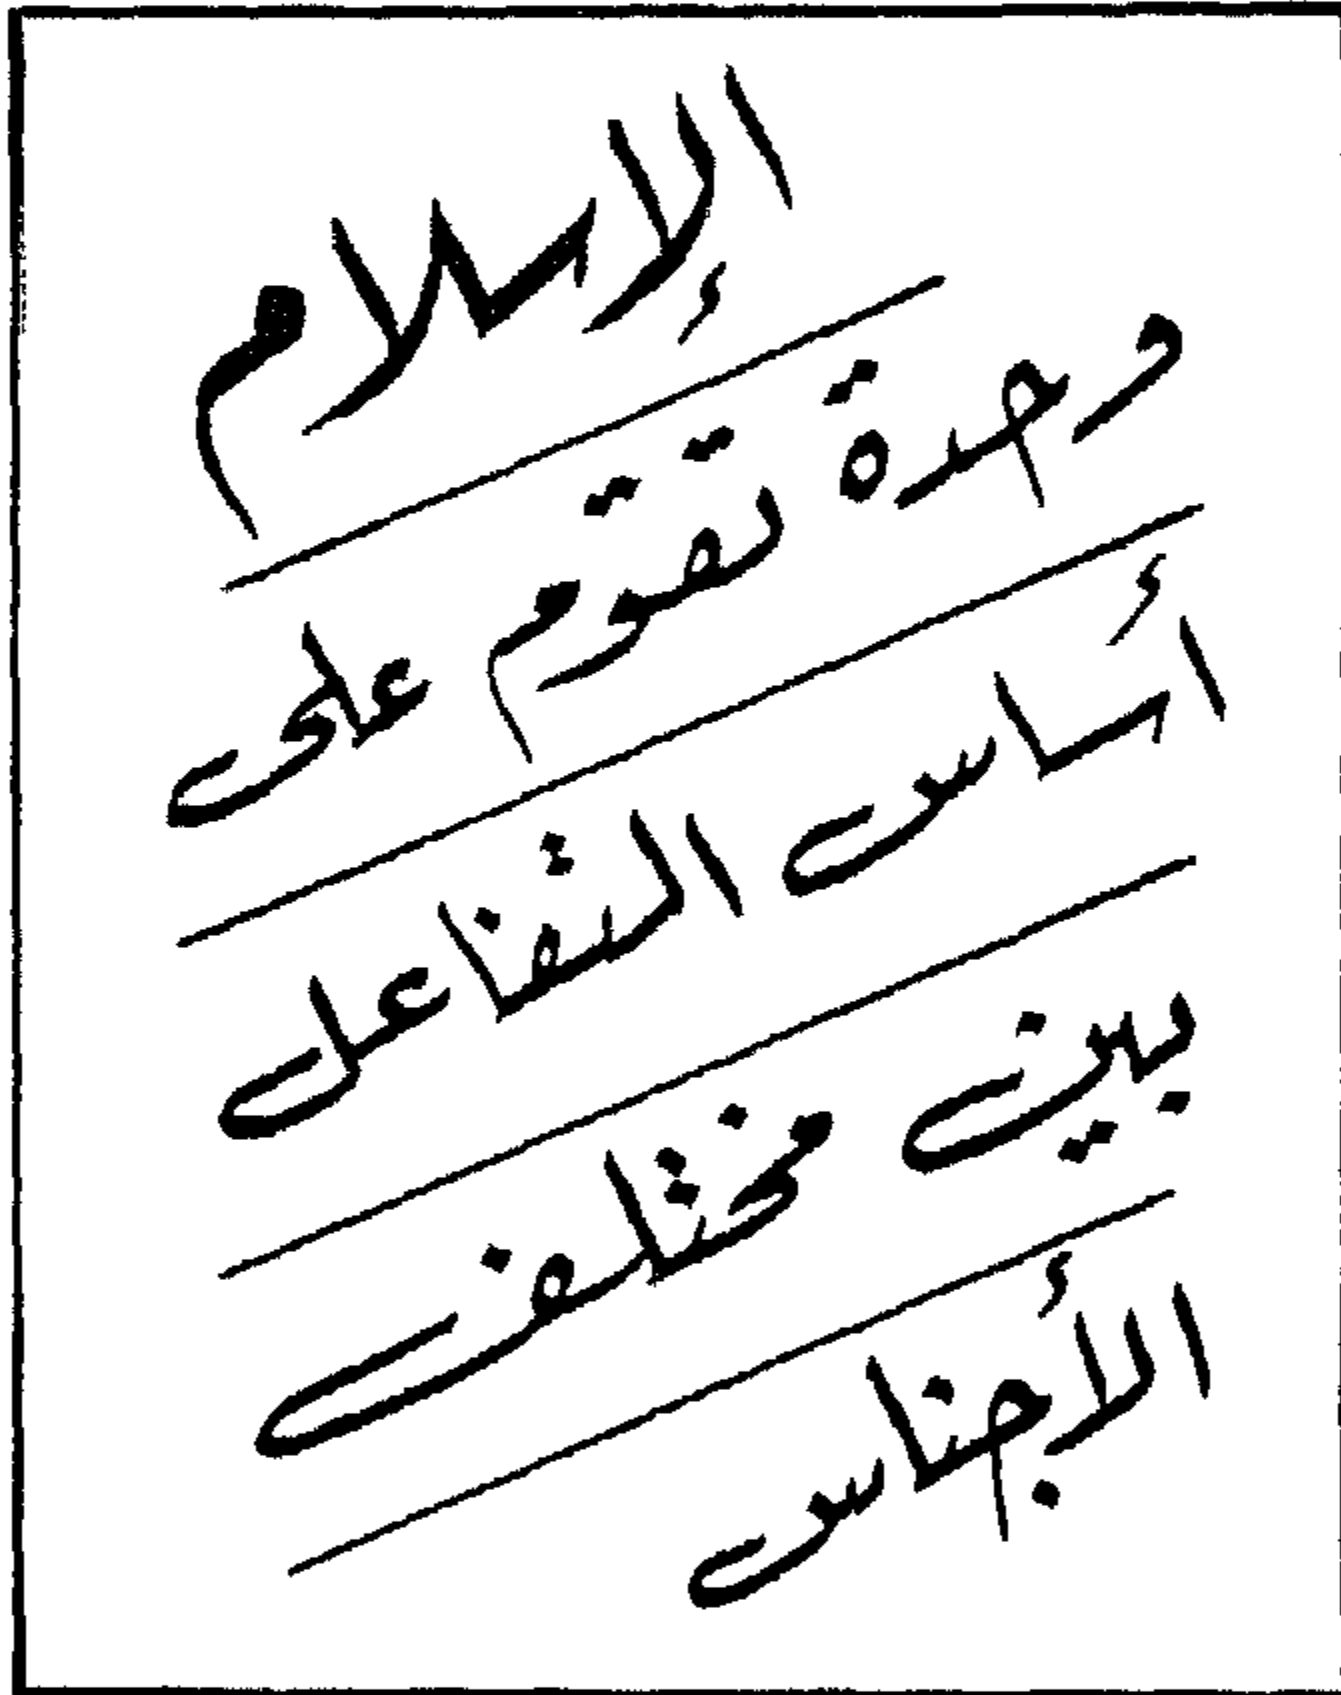 الإسلام
وحدة تقوم على
أساس التفاعل
بين مختلف
الأجناس